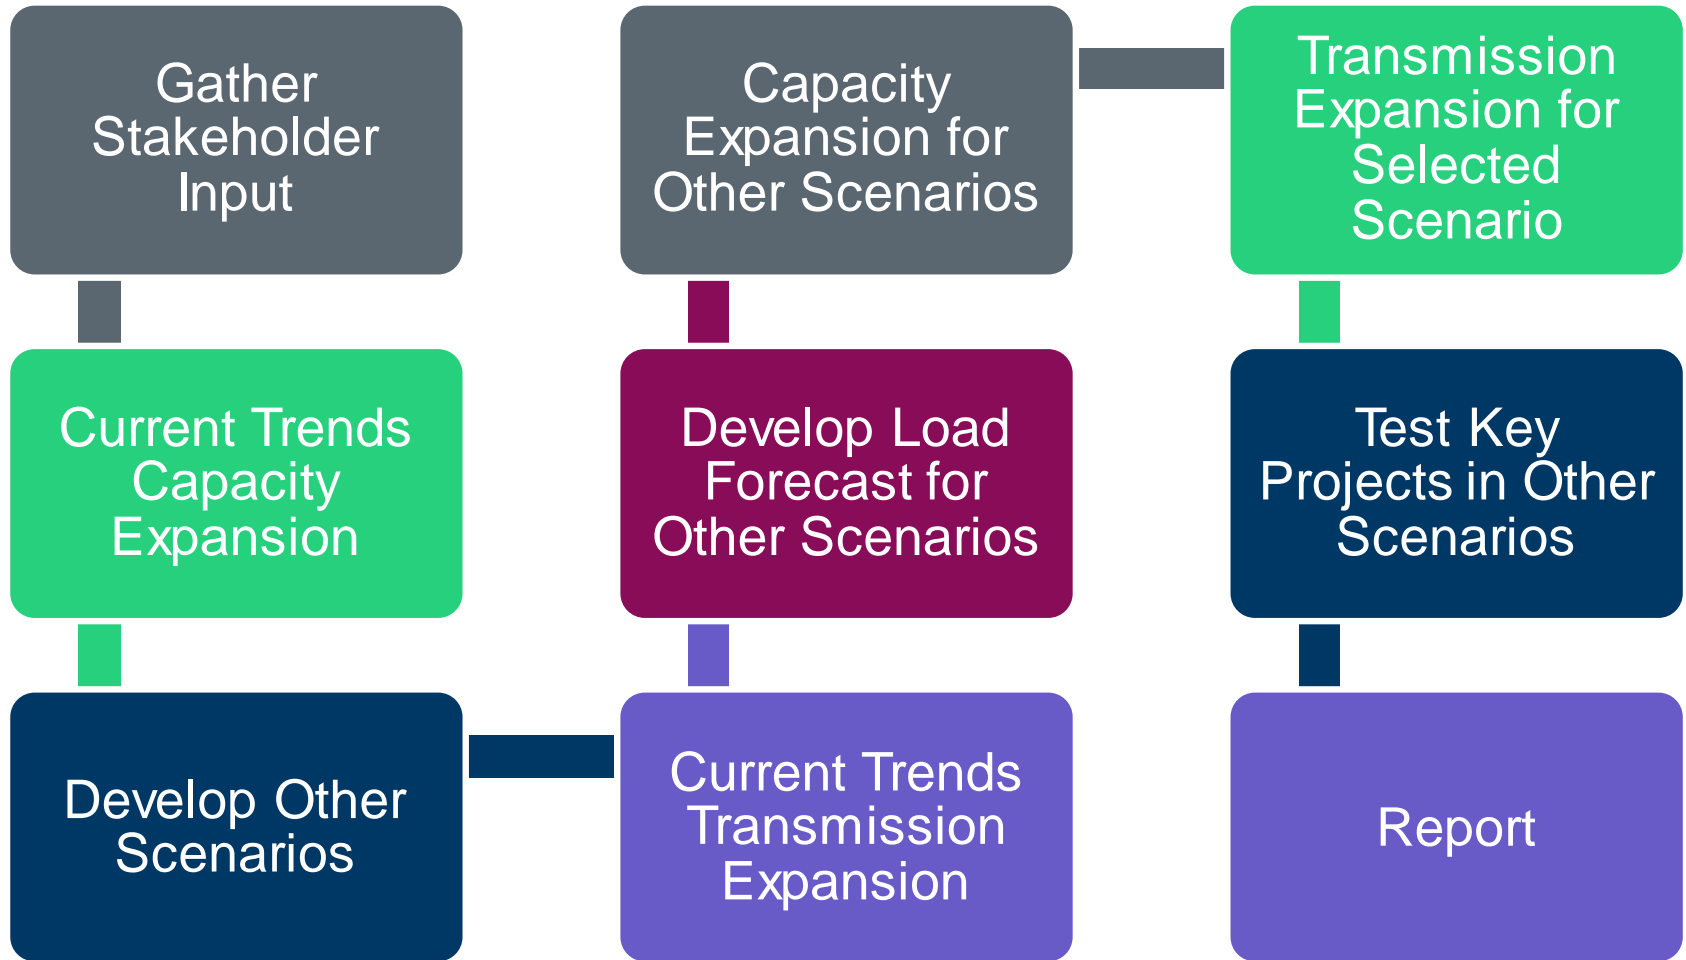 Gather
Stakeholder
Input
Current Trends
Capacity
Expansion
Develop Other
Scenarios
Current Trends
Transmission
Expansion
Develop Load
Forecast for
Other Scenarios
Capacity
Expansion for
Other Scenarios
Transmission
Expansion for
Selected
Scenario
Test Key
Projects in Other
Scenarios
Report